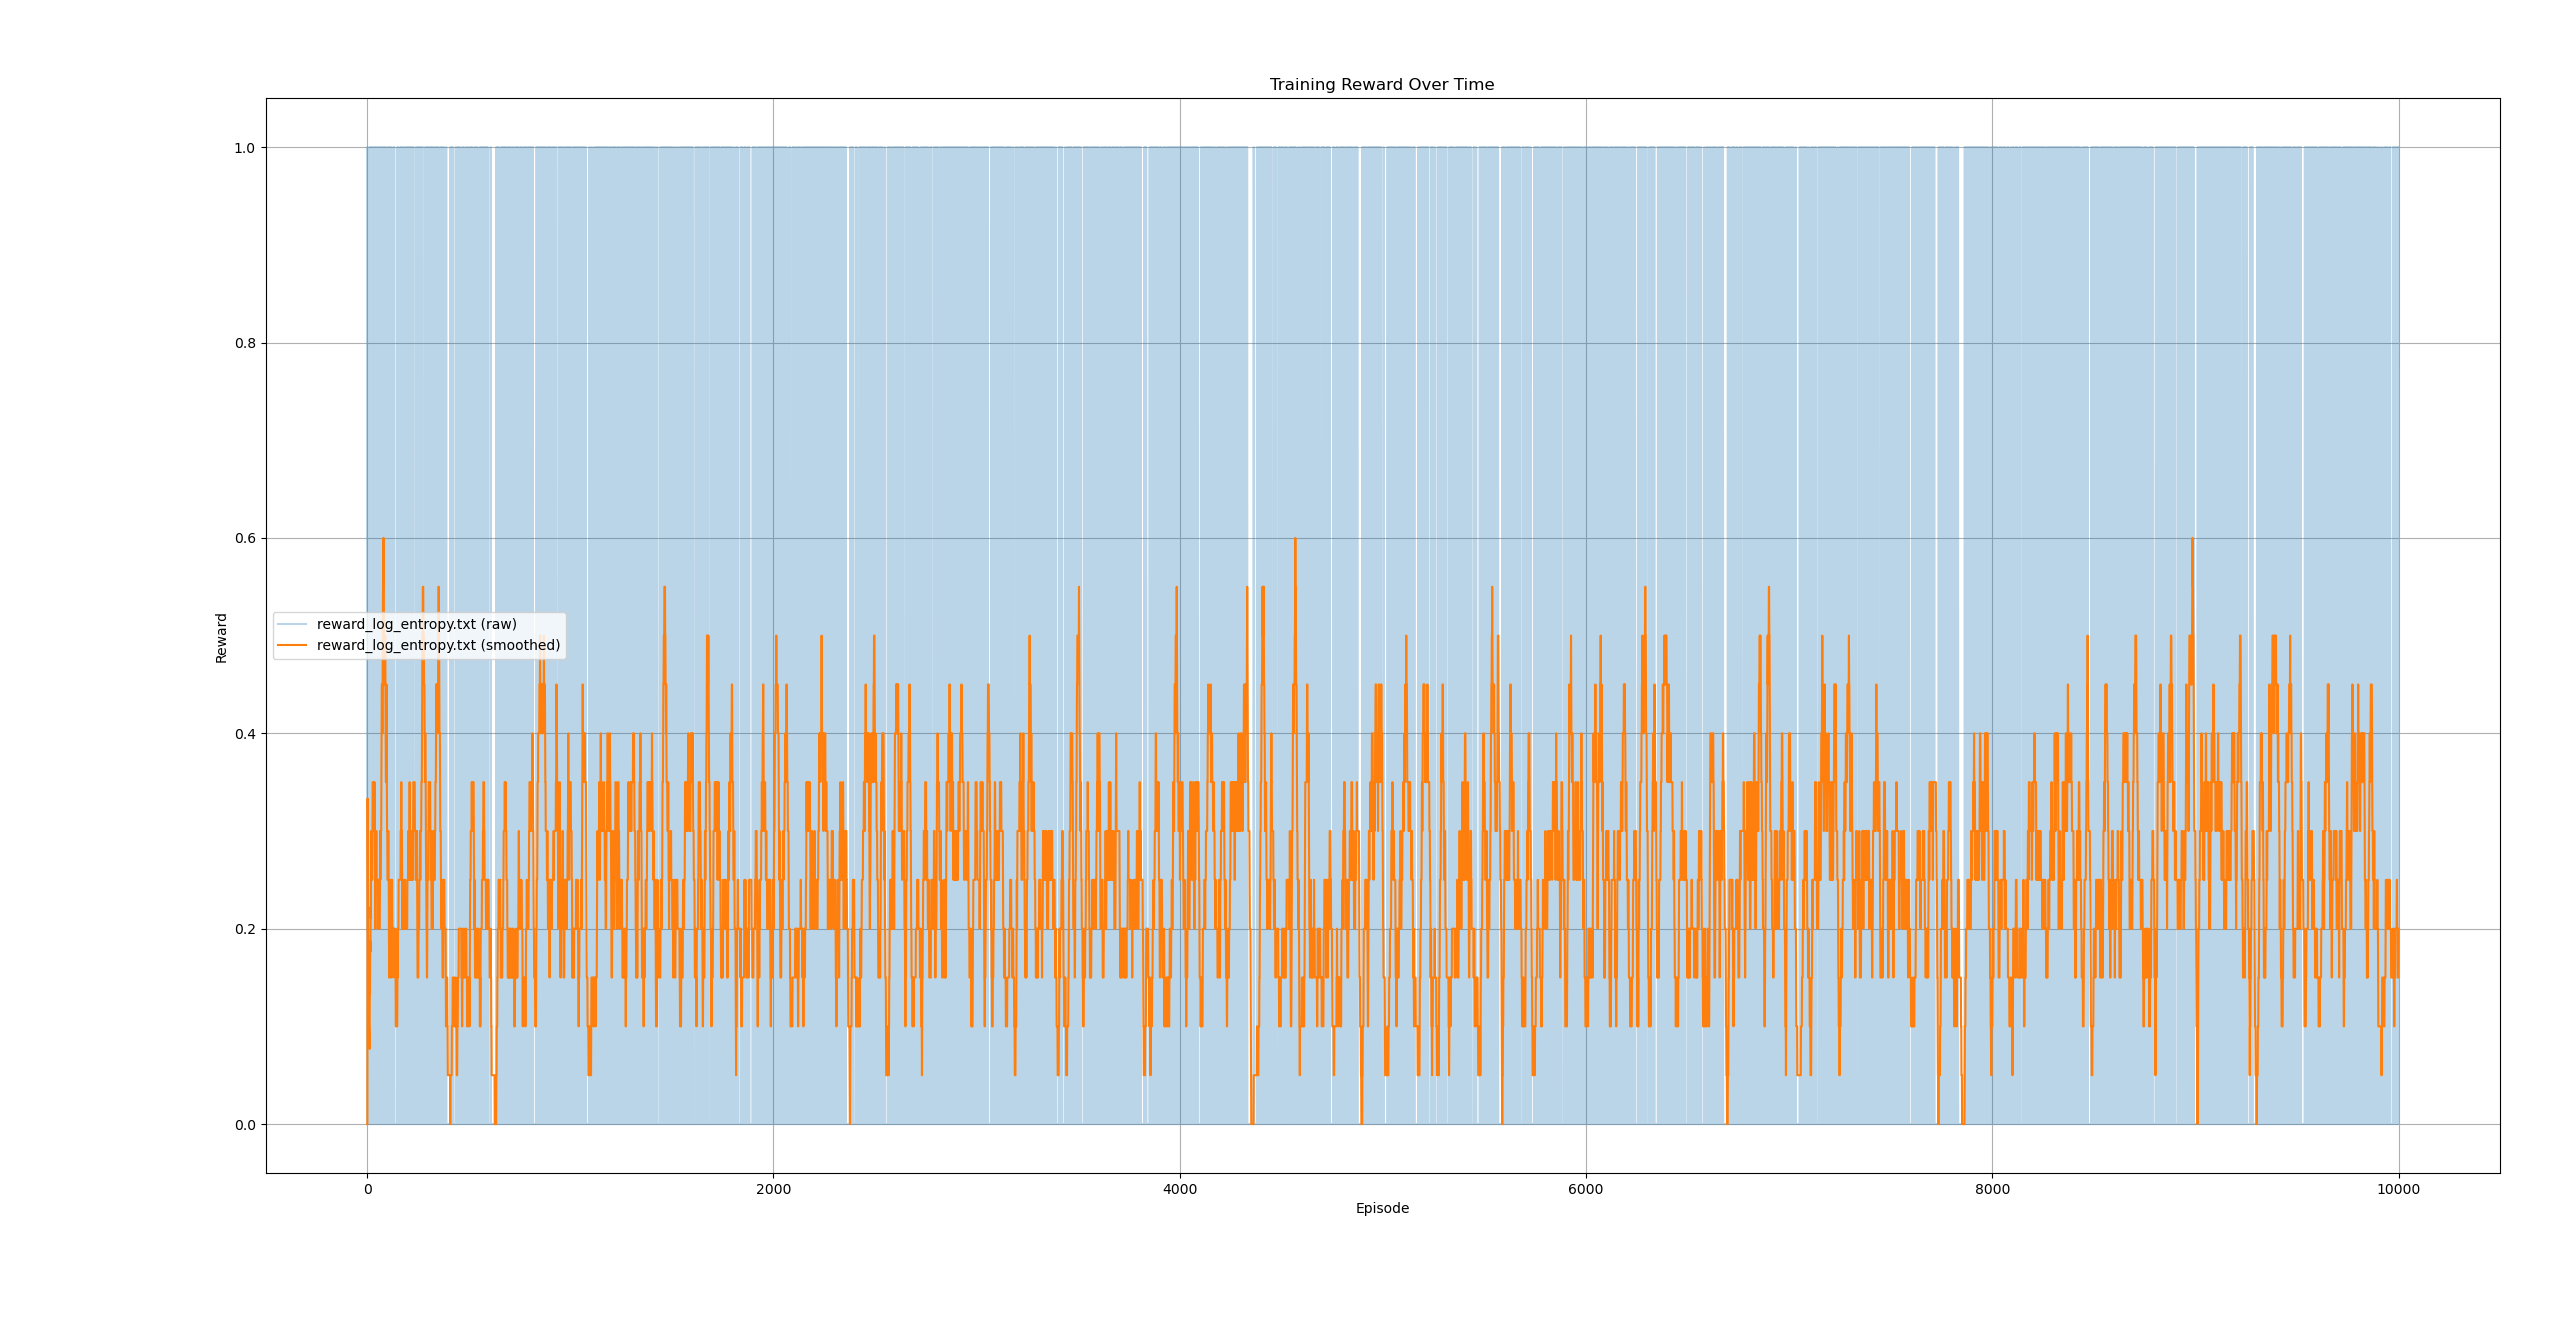 Training Reward Over Time
1.0
0.8
0.6
0.4
0.2
0.0
Reward
reward_log_entropy.txt (raw)
reward_log_entropy.txt (smoothed)
0 2000 4000 6000 8000 10000
Episode